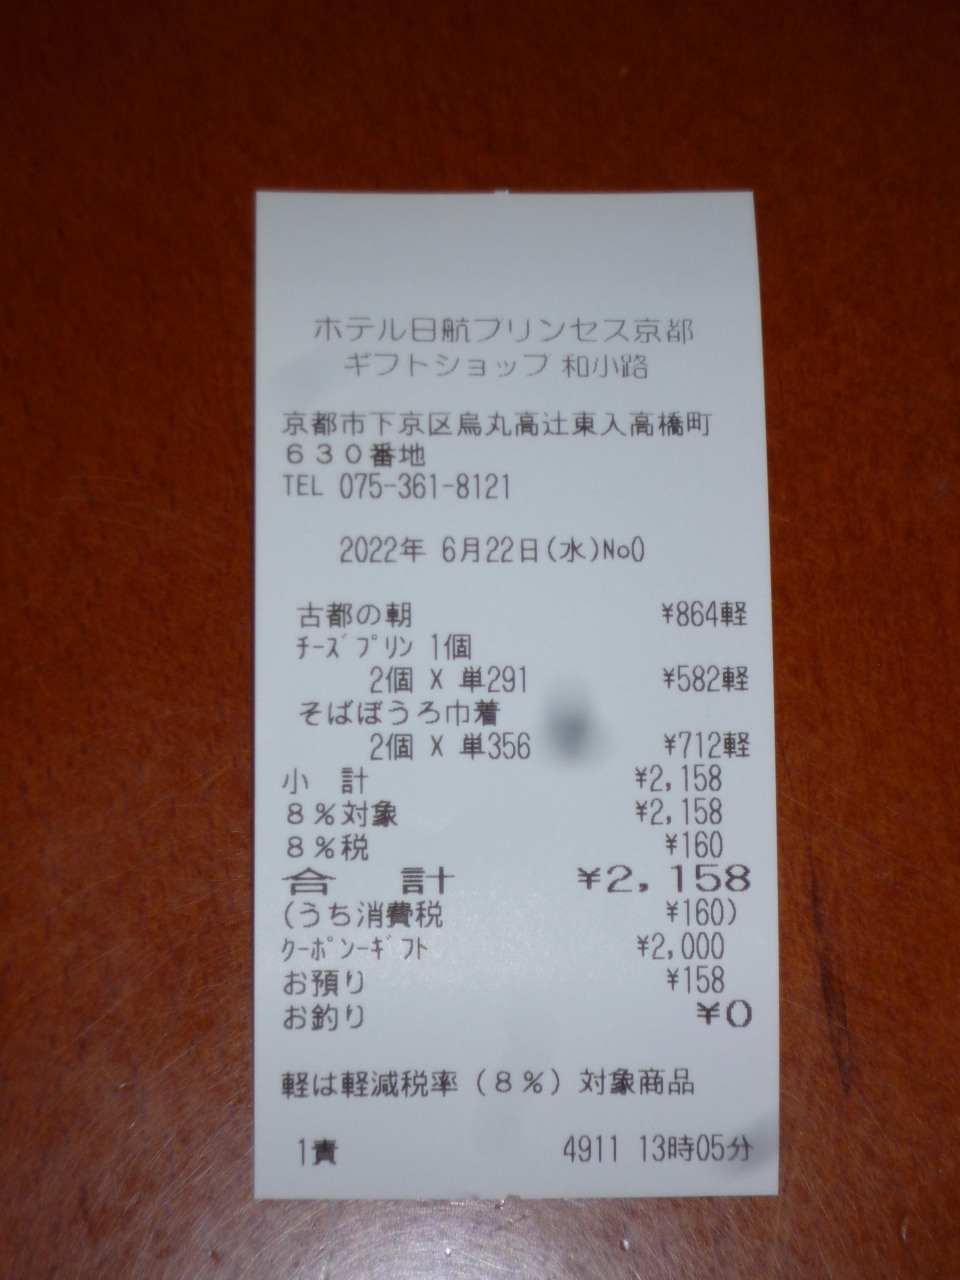 ホテル日航プリンセス京都
ギフトショップ 和小路
京都市下京区烏丸高辻東入高橋町
６３０番地
TEL 075-361-8121
2022年 6月22日(水)No0
古都の朝 ¥864軽
ﾁｰｽﾞﾌﾟﾘﾝ 1個
2個 X 単291 ¥582軽
そばぼうろ巾着
2個 X 単356 ¥712軽
小　計 ¥2,158
８％対象 ¥2,158
８％税 ¥160
合　計 ¥2,158
(うち消費税 ¥160)
ｸｰﾎﾟﾝｰｷﾞﾌﾄ ¥2,000
お預り ¥158
お釣り ¥0
軽は軽減税率（８％）対象商品
1責 4911 13時05分